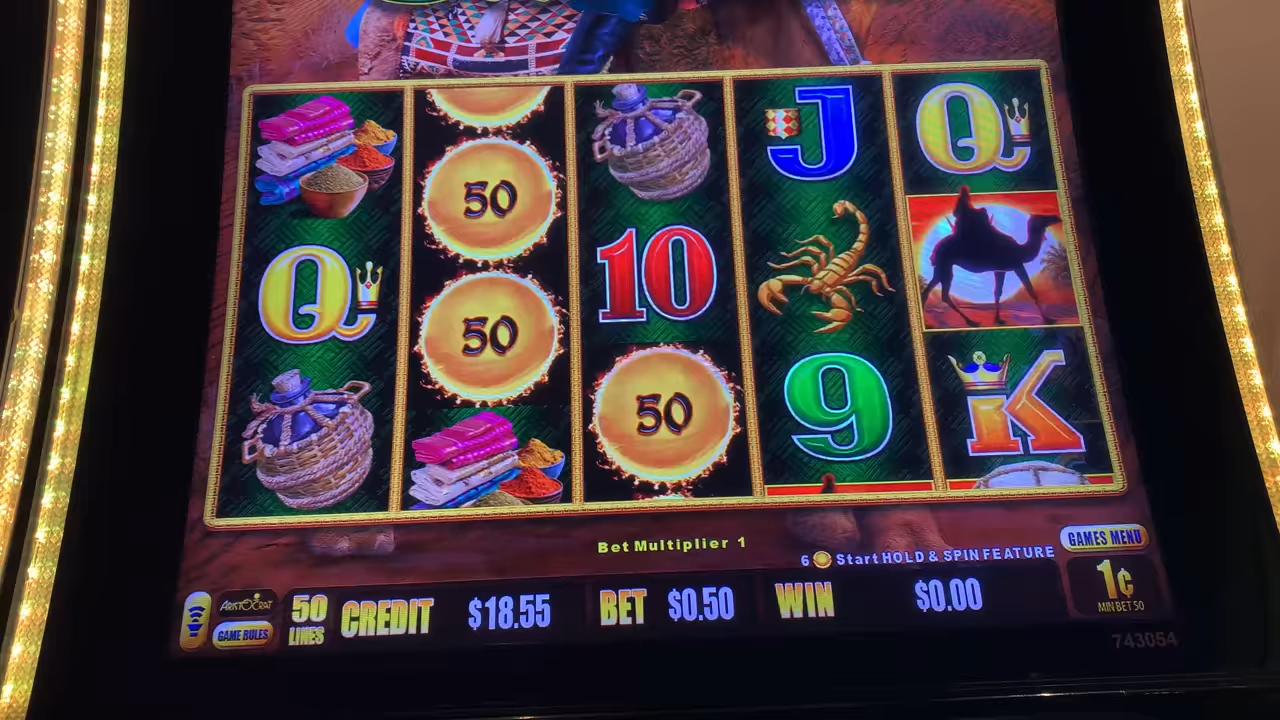 50
J
Q
Q
50
10
50
9
K
Bet Multiplier 1
6 Start HOLD & SPIN FEATURE
GAMES MENU
ARISTOCRAT
GAME RULES
50 LINES
CREDIT $18.55
BET $0.50
WIN $0.00
1¢
MIN BET 50
743054